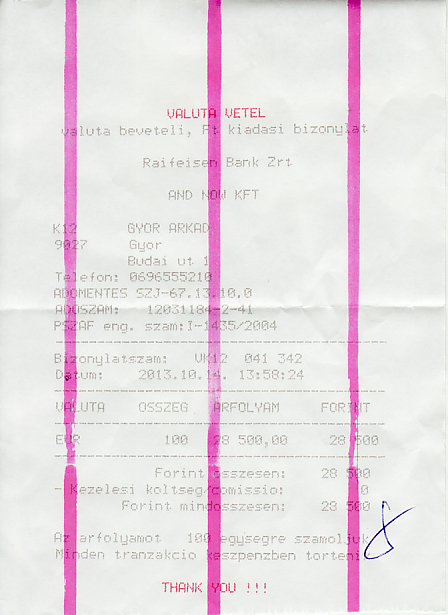 VALUTA VETEL
valuta beveteli, Ft kiadasi bizonylat
Raifeisen Bank Zrt
AND NOW KFT
K12 GYOR ARKAD
9027 Gyor
Budai ut 1
Telefon: 0696555210
ADOMENTES SZJ-67.13.10.0
ADOSZAM: 12031184-2-41
PSZAF eng. szam:I-1435/2004
Bizonylatszam: VK12 041 342
Datum: 2013.10.14. 13:58:24
VALUTA OSSZEG ARFOLYAM FORINT
EUR 100 28 500,00 28 500
Forint osszesen: 28 500
- Kezelesi koltseg/comissio: 0
Forint mindosszesen: 28 500
Az arfolyamot 100 egysegre szamoljuk
Minden tranzakcio keszpenzben torteni
THANK YOU !!!